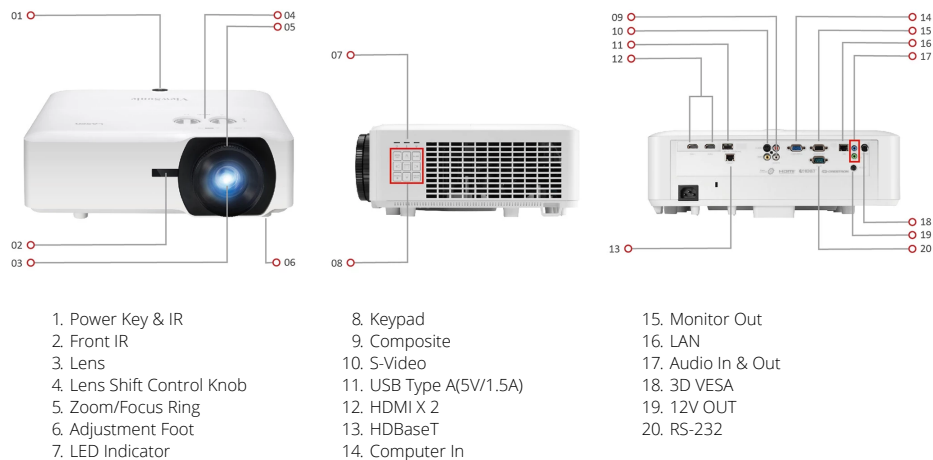 01
04
05
02
03
06
07
08
09
10
11
12
13
14
15
16
17
18
19
20
ViewSonic
HDMI
1. Power Key & IR
2. Front IR
3. Lens
4. Lens Shift Control Knob
5. Zoom/Focus Ring
6. Adjustment Foot
7. LED Indicator
8. Keypad
9. Composite
10. S-Video
11. USB Type A(5V/1.5A)
12. HDMI X 2
13. HDBaseT
14. Computer In
15. Monitor Out
16. LAN
17. Audio In & Out
18. 3D VESA
19. 12V OUT
20. RS-232